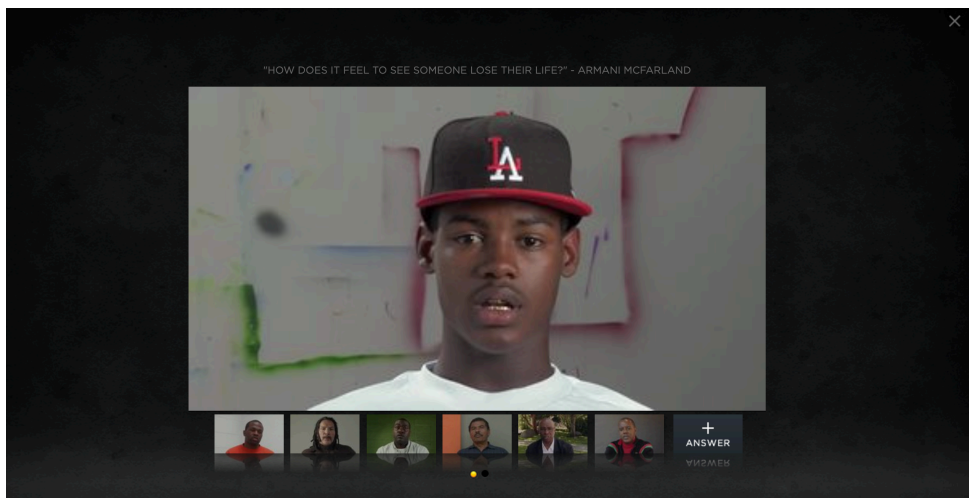 "HOW DOES IT FEEL TO SEE SOMEONE LOSE THEIR LIFE?" - ARMANI MCFARLAND
LA
+
ANSWER